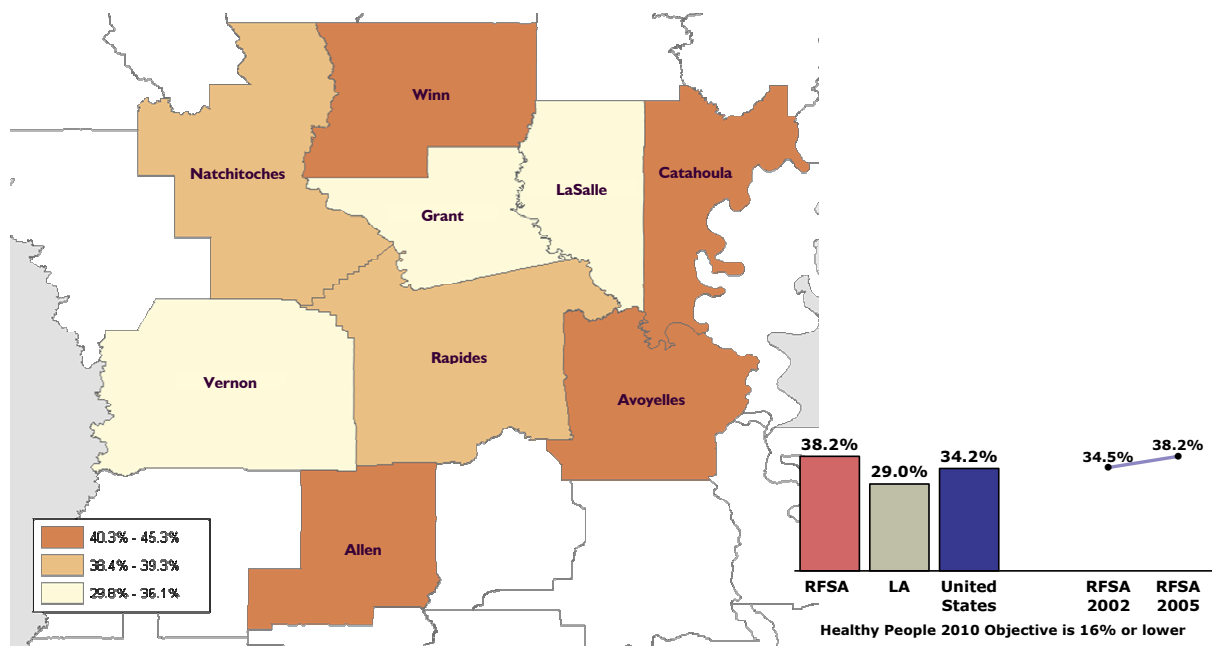 Winn
Natchitoches
LaSalle
Catahoula
Grant
Rapides
Vernon
Avoyelles
Allen
40.3% - 45.3%
38.4% - 39.3%
29.8% - 36.1%
38.2%
29.0%
34.2%
34.5%
38.2%
RFSA
LA
United
States
RFSA
2002
RFSA
2005
Healthy People 2010 Objective is 16% or lower